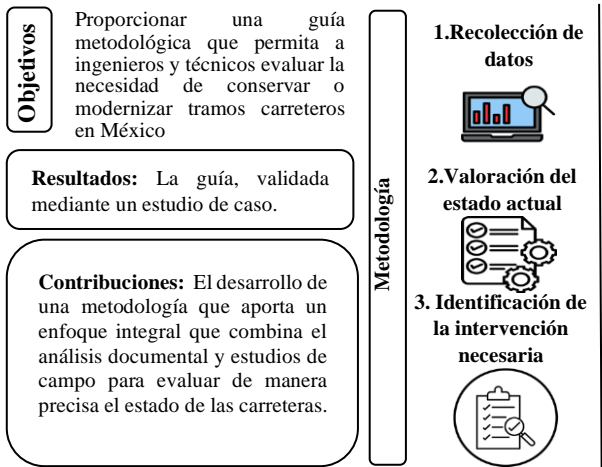 Objetivos
Proporcionar una guía
metodológica que permita a
ingenieros y técnicos evaluar la
necesidad de conservar o
modernizar tramos carreteros
en México
Resultados: La guía, validada
mediante un estudio de caso.
Contribuciones: El desarrollo de
una metodología que aporta un
enfoque integral que combina el
análisis documental y estudios de
campo para evaluar de manera
precisa el estado de las carreteras.
Metodología
1.Recolección de
datos
2.Valoración del
estado actual
3. Identificación de
la intervención
necesaria